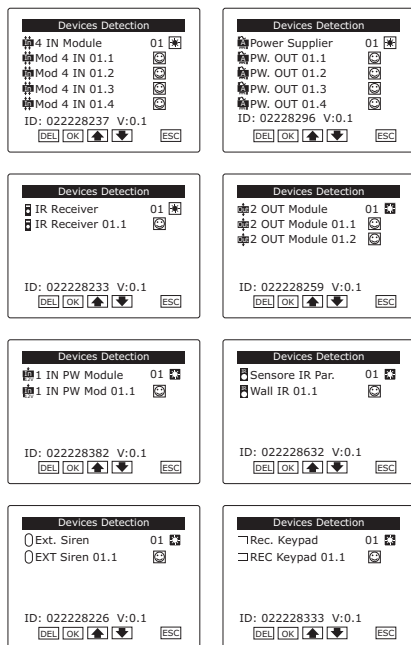 Devices Detection
4 IN Module 01
Mod 4 IN 01.1
Mod 4 IN 01.2
Mod 4 IN 01.3
Mod 4 IN 01.4
ID: 022228237 V:0.1
DEL OK ESC
Devices Detection
Power Supplier 01
PW. OUT 01.1
PW. OUT 01.2
PW. OUT 01.3
PW. OUT 01.4
ID: 02228296 V:0.1
DEL OK ESC
Devices Detection
IR Receiver 01
IR Receiver 01.1
ID: 022228233 V:0.1
DEL OK ESC
Devices Detection
2 OUT Module 01
2 OUT Module 01.1
2 OUT Module 01.2
ID: 022228259 V:0.1
DEL OK ESC
Devices Detection
1 IN PW Module 01
1 IN PW Mod 01.1
ID: 022228382 V:0.1
DEL OK ESC
Devices Detection
Sensore IR Par. 01
Wall IR 01.1
ID: 022228632 V:0.1
DEL OK ESC
Devices Detection
Ext. Siren 01
EXT Siren 01.1
ID: 022228226 V:0.1
DEL OK ESC
Devices Detection
Rec. Keypad 01
REC Keypad 01.1
ID: 022228333 V:0.1
DEL OK ESC